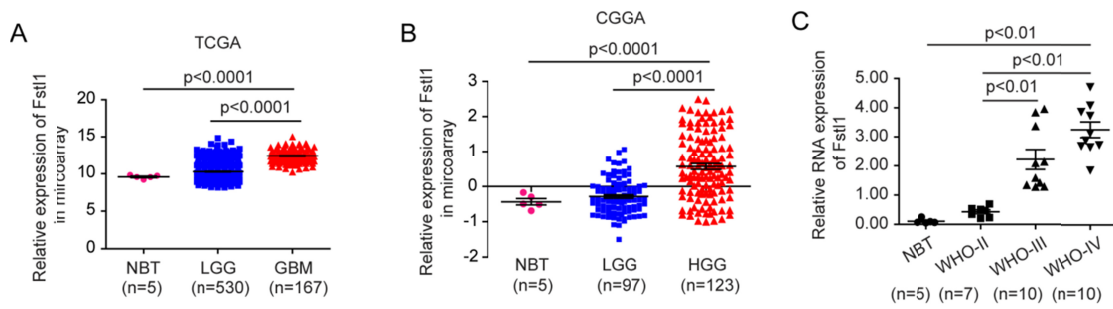 A
TCGA
p<0.0001
p<0.0001
Relative expression of Fstl1
in mircoarray
20
15
10
5
0
NBT LGG GBM
(n=5) (n=530) (n=167)
B
CGGA
p<0.0001
p<0.0001
Relative expression of Fstl1
in mircoarray
3
2
1
0
-1
-2
NBT LGG HGG
(n=5) (n=97) (n=123)
C
p<0.01
p<0.01
p<0.01
Relative RNA expression
of Fstl1
5.00
4.00
3.00
2.00
1.00
0.00
NBT WHO-II WHO-III WHO-IV
(n=5) (n=7) (n=10) (n=10)